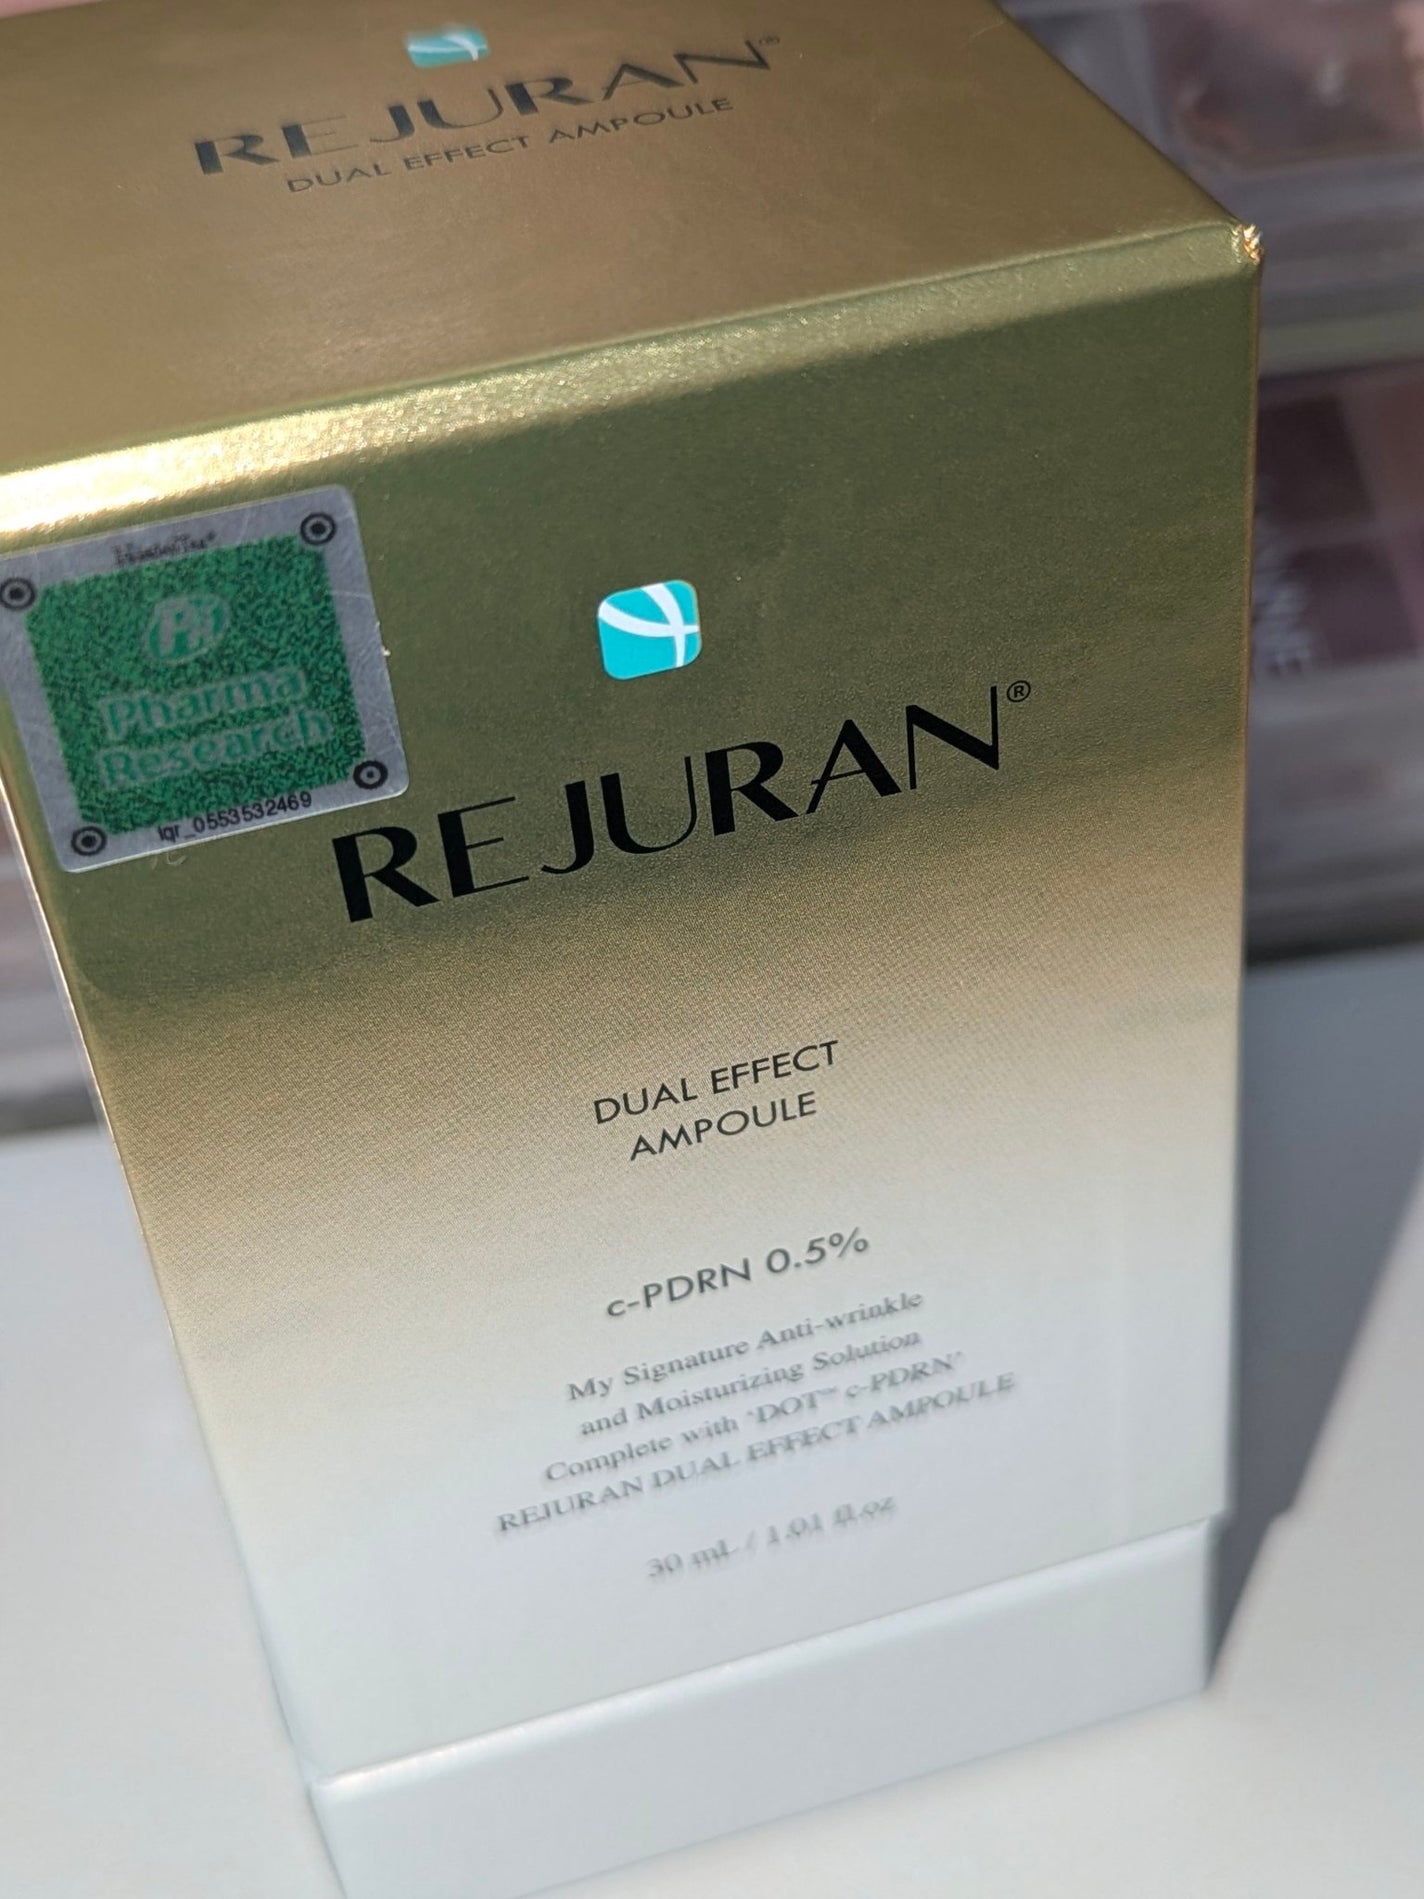 REJURAN®
DUAL EFFECT AMPOULE
Pharma
Research
iqr_0553532469
REJURAN®
DUAL EFFECT
AMPOULE
c-PDRN 0.5%
My Signature Anti-wrinkle
and Moisturizing Solution
Complete with 'DOT™ c-PDRN'
REJURAN DUAL EFFECT AMPOULE
30 mL / 1.01 fl.oz